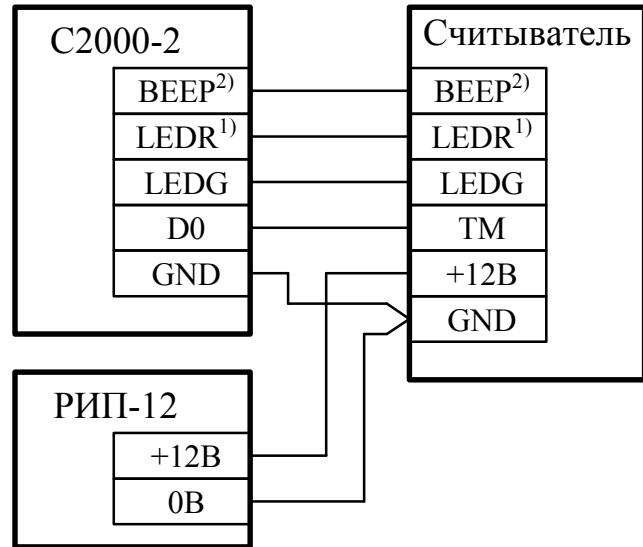 С2000-2
BEEP2)
LEDR1)
LEDG
D0
GND
Считыватель
BEEP2)
LEDR1)
LEDG
TM
+12В
GND
РИП-12
+12В
0В